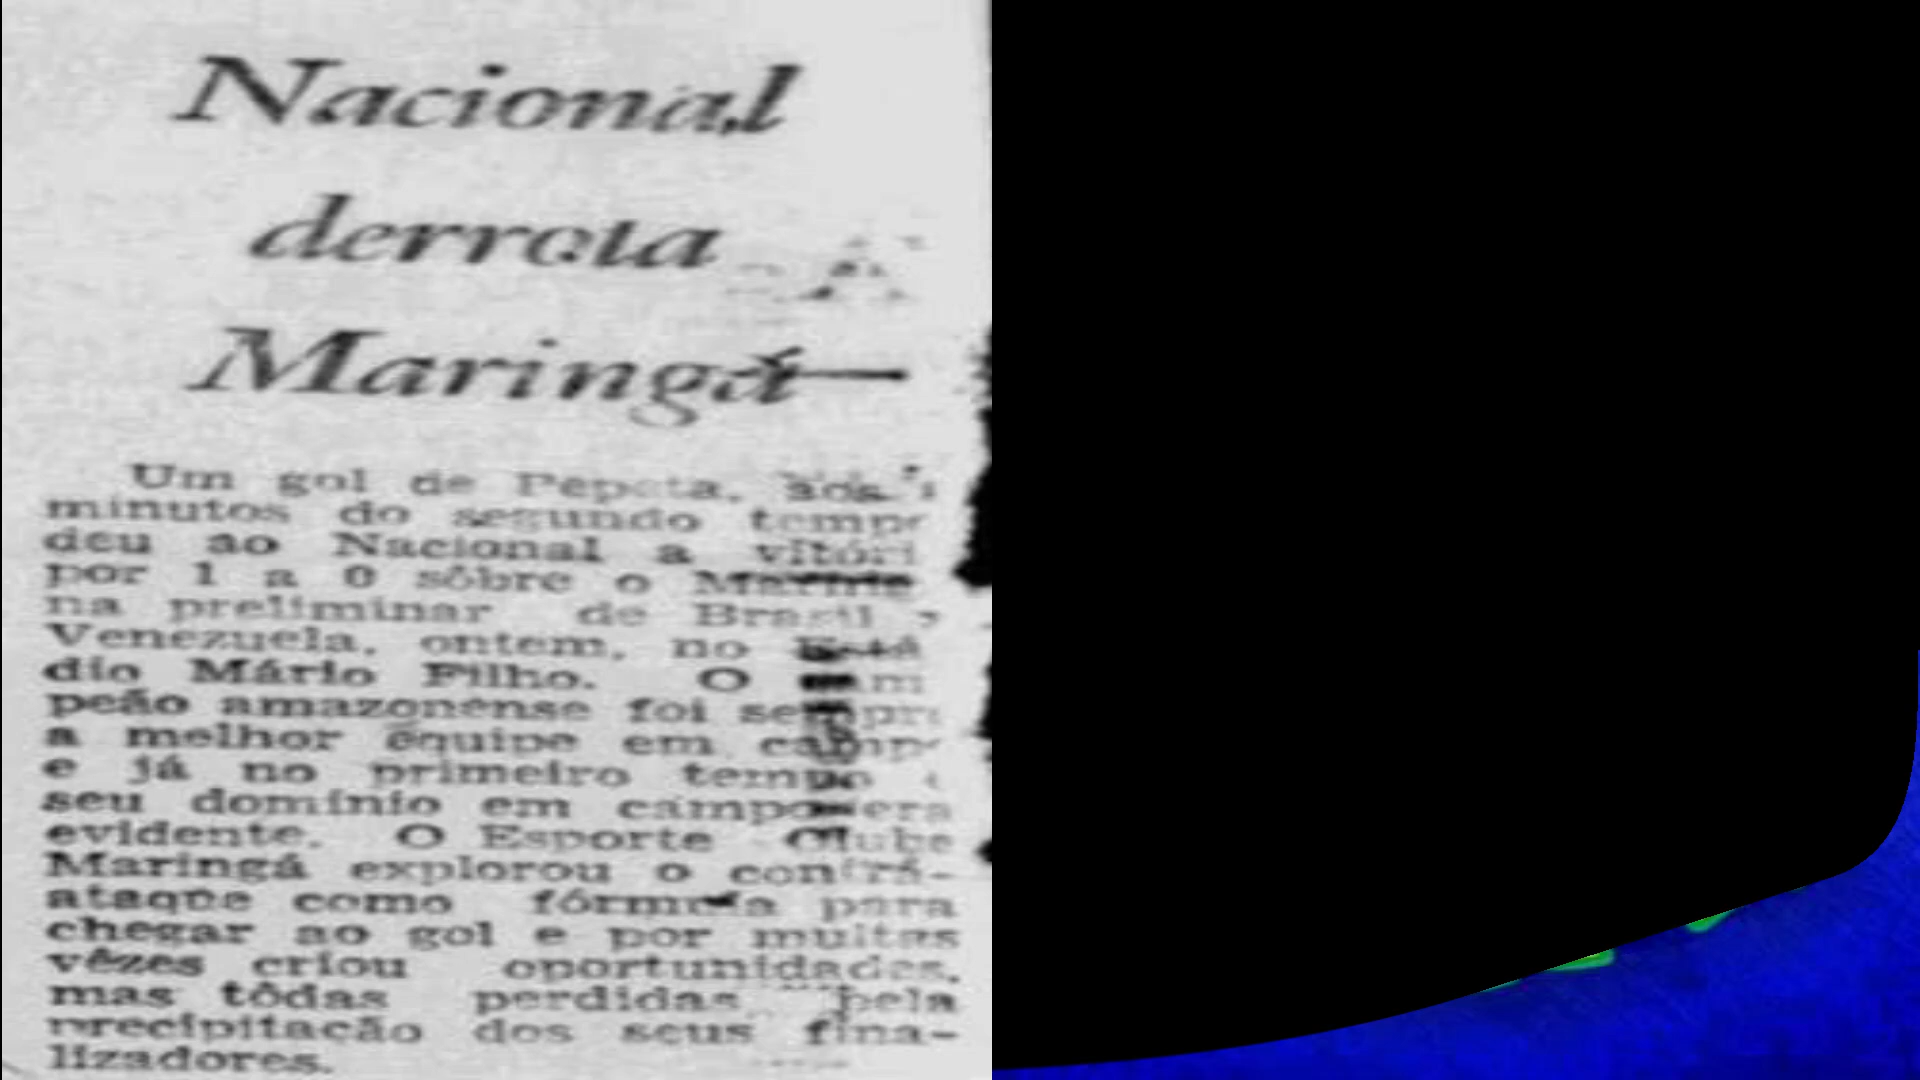 Nacional
derrota
Maringá
Um gol de Pepeta, aos
minutos do segundo tempo
deu ao Nacional a vitóri
por 1 a 0 sôbre o
na preliminar de Brasil
Venezuela, ontem, no Está
dio Mário Filho. O
peão amazonense foi sempre
a melhor equipe em campo
e já no primeiro tempo
seu domínio em campo era
evidente. O Esporte Clube
Maringá explorou o contrá-
ataque como fórmula para
chegar ao gol e por muitas
vêzes criou oportunidades,
mas tôdas perdidas pela
precipitação dos seus fina-
lizadores.